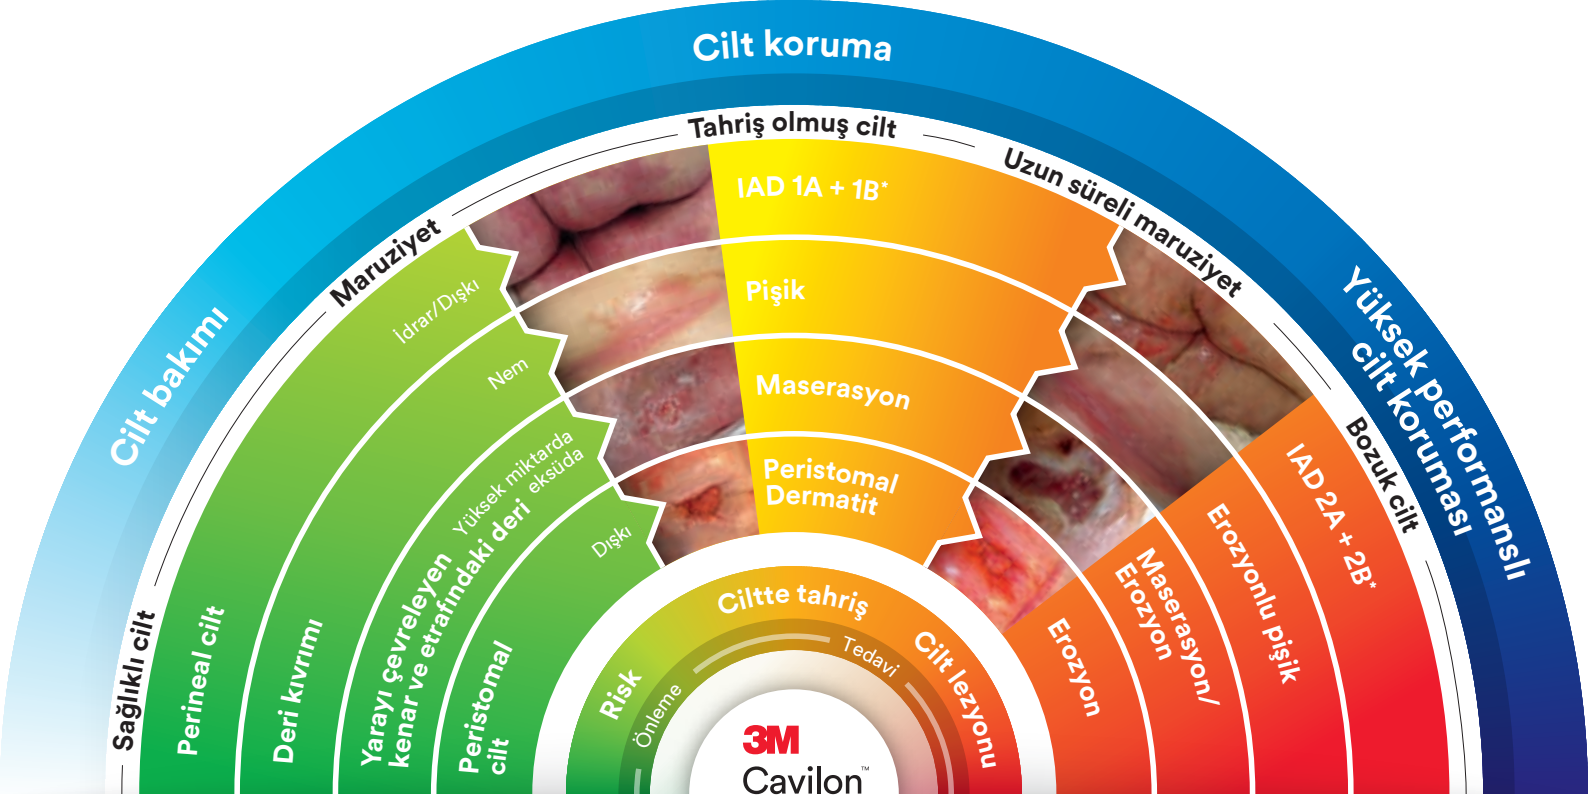 Cilt bakımı
Cilt koruma
Yüksek performanslı
cilt koruması
Sağlıklı cilt
Maruziyet
Tahriş olmuş cilt
Uzun süreli maruziyet
Bozuk cilt
Perineal cilt
İdrar/Dışkı
IAD 1A + 1B*
IAD 2A + 2B*
Deri kıvrımı
Nem
Pişik
Erozyonlu pişik
Yarayı çevreleyen
kenar ve etrafındaki deri
Yüksek miktarda
eksüda
Maserasyon
Maserasyon/
Erozyon
Peristomal
cilt
Dışkı
Peristomal
Dermatit
Erozyon
Risk
Ciltte tahriş
Cilt lezyonu
Önleme
Tedavi
3M
Cavilon™